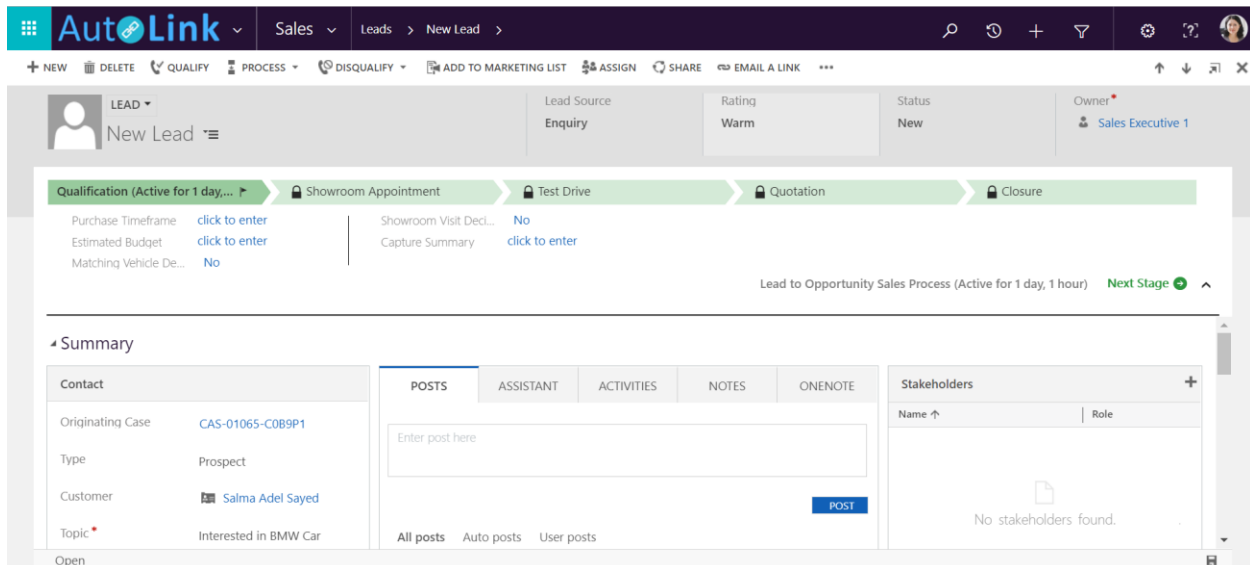 AutoLink
Sales
Leads > New Lead >
NEW DELETE QUALIFY PROCESS DISQUALIFY ADD TO MARKETING LIST ASSIGN SHARE EMAIL A LINK •••
LEAD
New Lead
Lead Source
Enquiry
Rating
Warm
Status
New
Owner*
Sales Executive 1
Qualification (Active for 1 day,...
Showroom Appointment
Test Drive
Quotation
Closure
Purchase Timeframe click to enter
Estimated Budget click to enter
Matching Vehicle De... No
Showroom Visit Deci... No
Capture Summary click to enter
Lead to Opportunity Sales Process (Active for 1 day, 1 hour) Next Stage
Summary
Contact
Originating Case CAS-01065-C0B9P1
Type Prospect
Customer Salma Adel Sayed
Topic* Interested in BMW Car
POSTS ASSISTANT ACTIVITIES NOTES ONENOTE
Enter post here
POST
All posts Auto posts User posts
Stakeholders +
Name Role
No stakeholders found.
Open